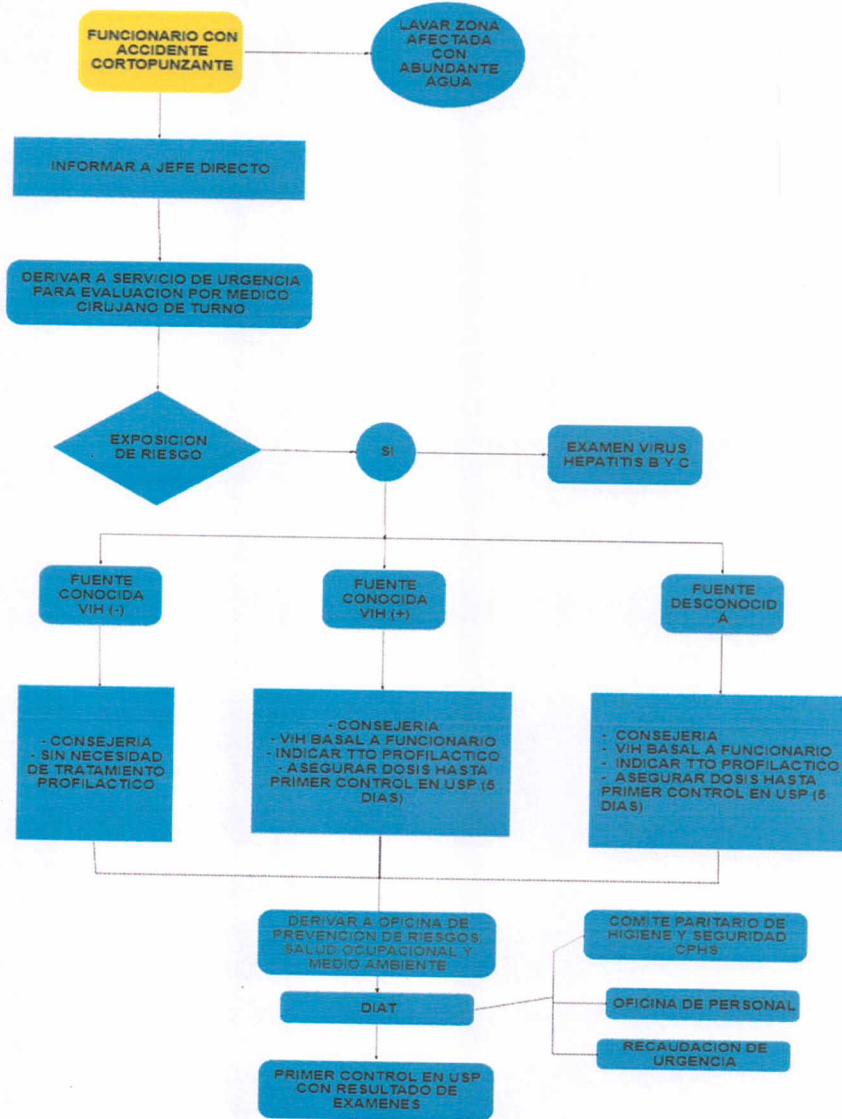 FUNCIONARIO CON
ACCIDENTE
CORTOPUNZANTE
LAVAR ZONA
AFECTADA
CON
ABUNDANTE
AGUA
INFORMAR A JEFE DIRECTO
DERIVAR A SERVICIO DE URGENCIA
PARA EVALUACION POR MEDICO
CIRUJANO DE TURNO
EXPOSICION
DE RIESGO
SI
EXAMEN VIRUS
HEPATITIS B Y C
FUENTE
CONOCIDA
VIH (-)
FUENTE
CONOCIDA
VIH (+)
FUENTE
DESCONOCID
A
- CONSEJERIA
- SIN NECESIDAD
DE TRATAMIENTO
PROFILACTICO
- CONSEJERIA
- VIH BASAL A FUNCIONARIO
- INDICAR TTO PROFILACTICO
- ASEGURAR DOSIS HASTA
PRIMER CONTROL EN USP (5
DIAS)
- CONSEJERIA
- VIH BASAL A FUNCIONARIO
- INDICAR TTO PROFILACTICO
- ASEGURAR DOSIS HASTA
PRIMER CONTROL EN USP (5
DIAS)
DERIVAR A OFICINA DE
PREVENCION DE RIESGOS,
SALUD OCUPACIONAL Y
MEDIO AMBIENTE
COMITE PARITARIO DE
HIGIENE Y SEGURIDAD
CPHS
DIAT
OFICINA DE PERSONAL
RECAUDACION DE
URGENCIA
PRIMER CONTROL EN USP
CON RESULTADO DE
EXAMENES